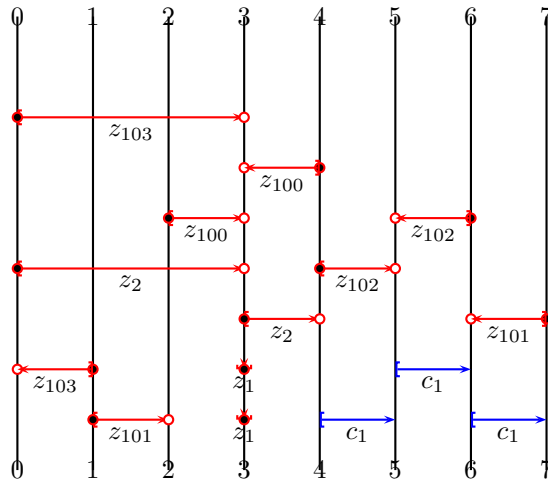 0 1 2 3 4 5 6 7
z₁₀₃
z₁₀₀
z₁₀₀ z₁₀₂
z₂ z₁₀₂
z₂ z₁₀₁
z₁₀₃ z₁ c₁
z₁₀₁ z₁ c₁ c₁
0 1 2 3 4 5 6 7